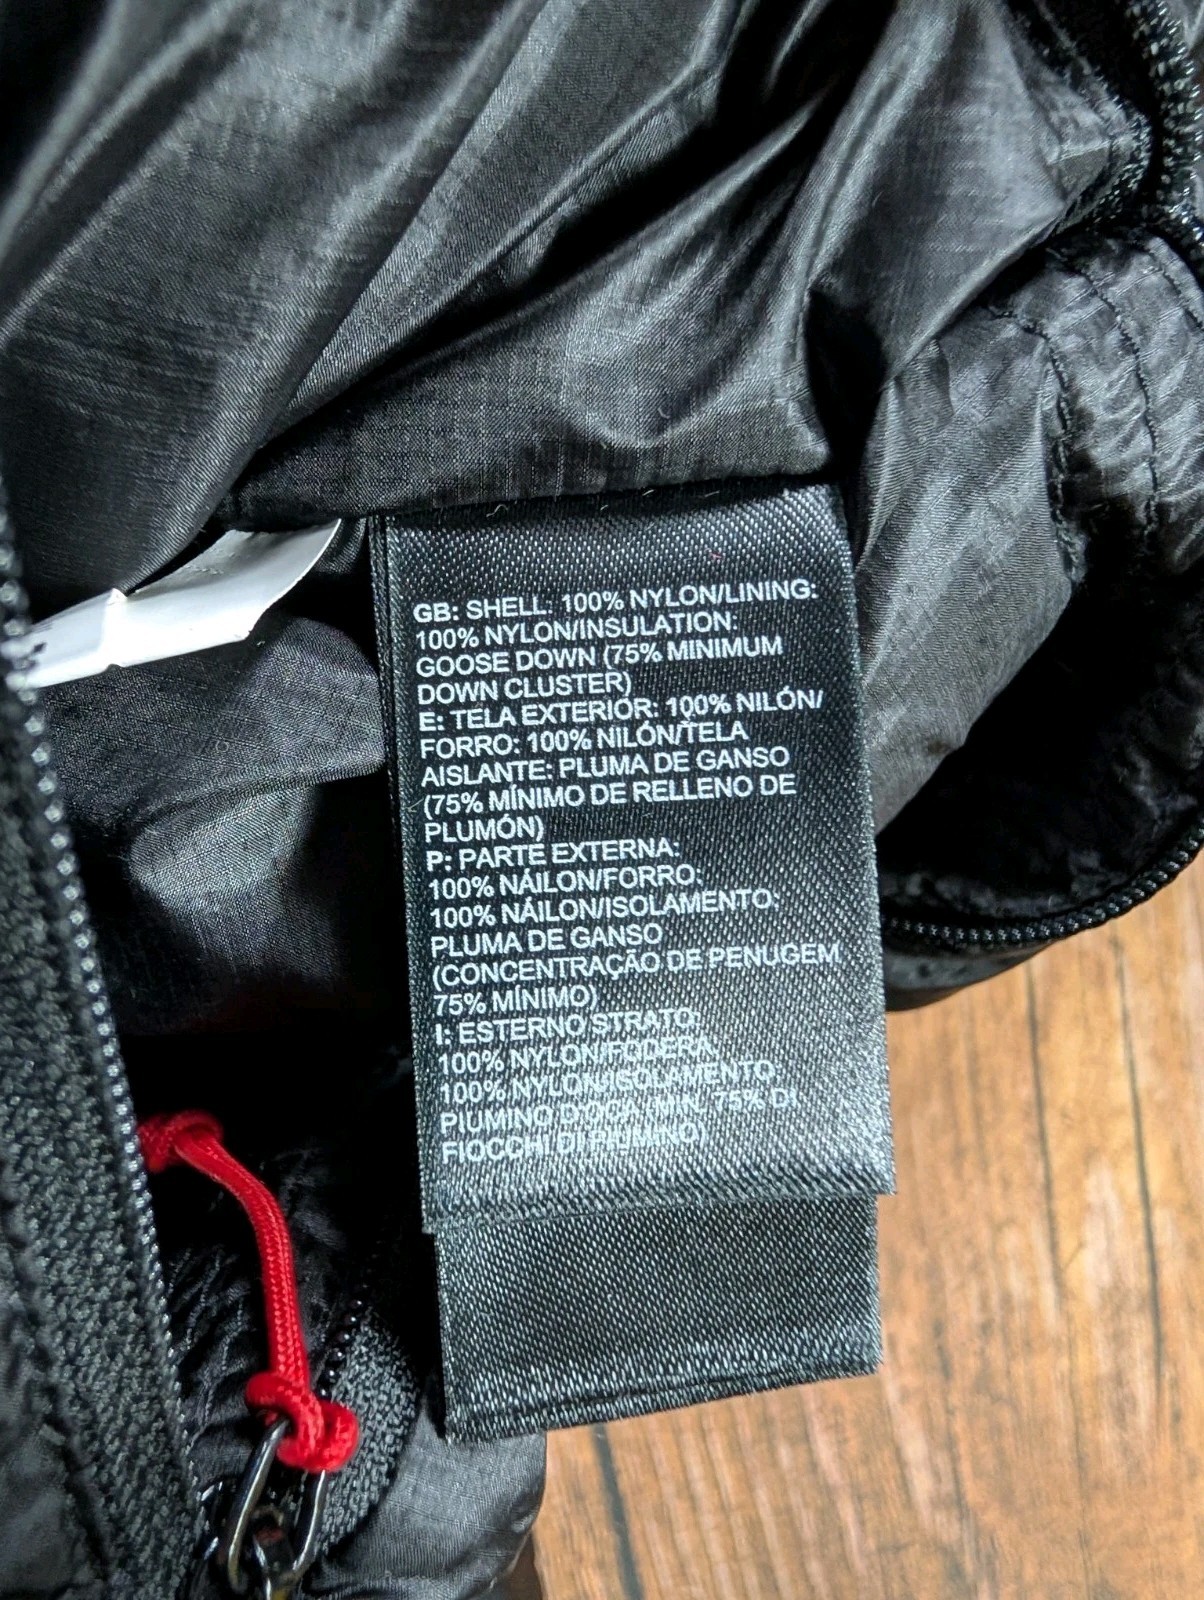 GB: SHELL: 100% NYLON/LINING:
100% NYLON/INSULATION:
GOOSE DOWN (75% MINIMUM
DOWN CLUSTER)
E: TELA EXTERIOR: 100% NILÓN/
FORRO: 100% NILÓN/TELA
AISLANTE: PLUMA DE GANSO
(75% MÍNIMO DE RELLENO DE
PLUMÓN)
P: PARTE EXTERNA:
100% NÁILON/FORRO:
100% NÁILON/ISOLAMENTO:
PLUMA DE GANSO
(CONCENTRAÇÃO DE PENUGEM
75% MÍNIMO)
I: ESTERNO STRATO:
100% NYLON/FODERA:
100% NYLON/ISOLAMENTO:
PIUMINO D'OCA (MIN. 75% DI
FIOCCHI DI PIUMINO)